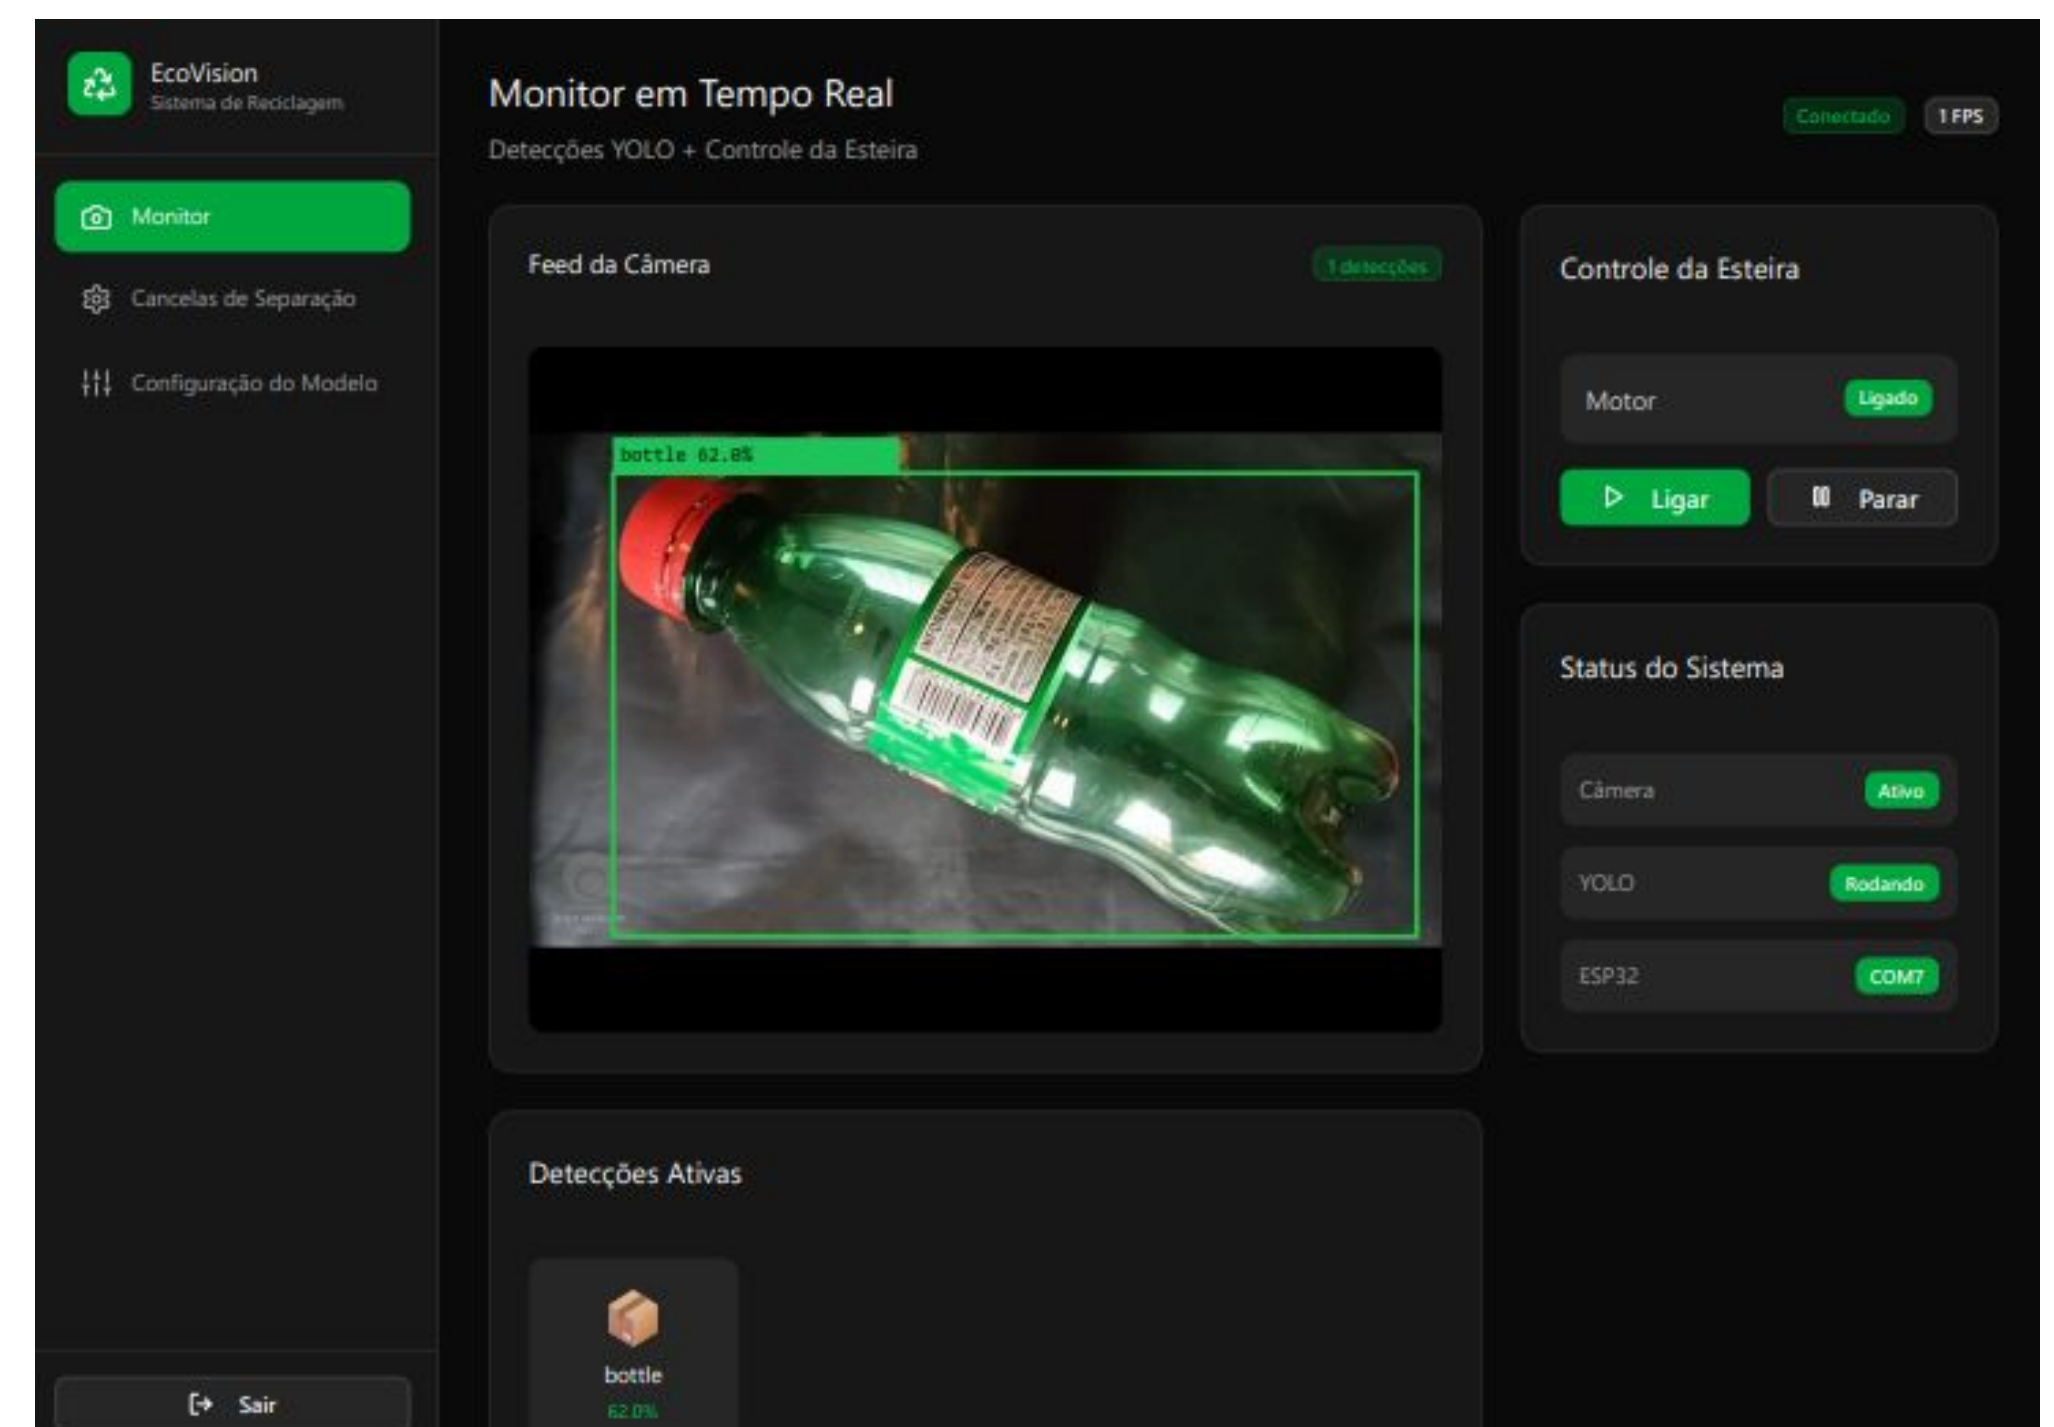 EcoVision
Sistema de Reciclagem
Monitor
Cancelas de Separação
Configuração do Modelo
Sair
Monitor em Tempo Real
Detecções YOLO + Controle da Esteira
Conectado
1 FPS
Feed da Câmera
1 detecções
bottle 62.0%
Detecções Ativas
bottle
62.0%
Controle da Esteira
Motor
Ligado
Ligar
Parar
Status do Sistema
Câmera
Ativo
YOLO
Rodando
ESP32
COM7